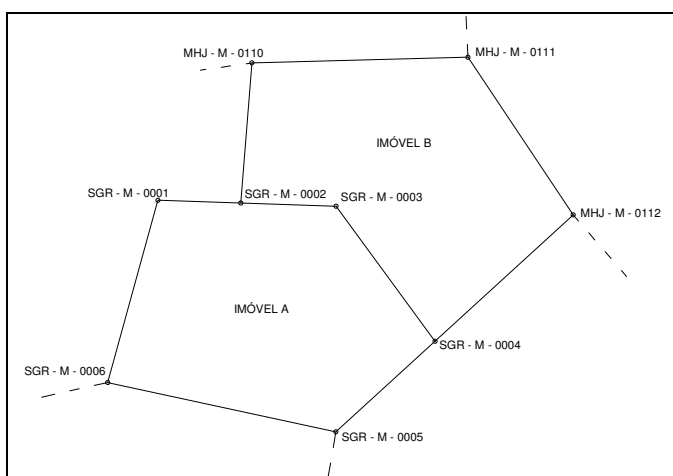 MHJ - M - 0110
MHJ - M - 0111
IMÓVEL B
SGR - M - 0001
SGR - M - 0002
SGR - M - 0003
MHJ - M - 0112
IMÓVEL A
SGR - M - 0004
SGR - M - 0006
SGR - M - 0005